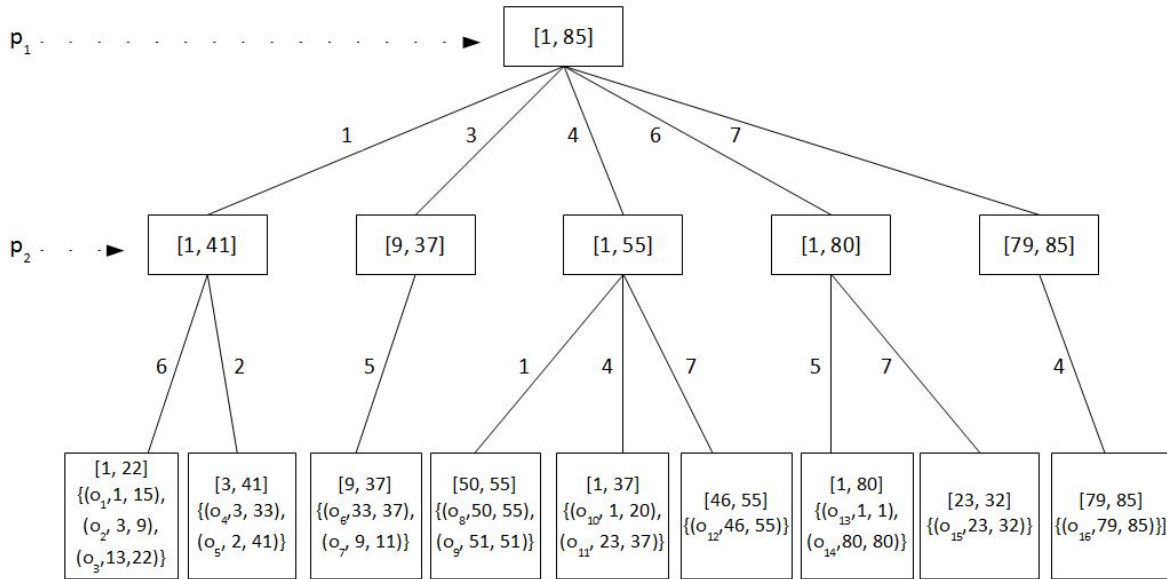 p₁
[1, 85]
1 3 4 6 7
p₂
[1, 41] [9, 37] [1, 55] [1, 80] [79, 85]
6 2 5 1 4 7 5 7 4
[1, 22]
{(o₁,1, 15),
(o₂, 3, 9),
(o₃,13,22)}
[3, 41]
{(o₄,3, 33),
(o₅, 2, 41)}
[9, 37]
{(o₆,33, 37),
(o₇, 9, 11)}
[50, 55]
{(o₈,50, 55),
(o₉, 51, 51)}
[1, 37]
{(o₁₀, 1, 20),
(o₁₁, 23, 37)}
[46, 55]
{(o₁₂,46, 55)}
[1, 80]
{(o₁₃,1, 1),
(o₁₄,80, 80)}
[23, 32]
{(o₁₅,23, 32)}
[79, 85]
{(o₁₆,79, 85)}]